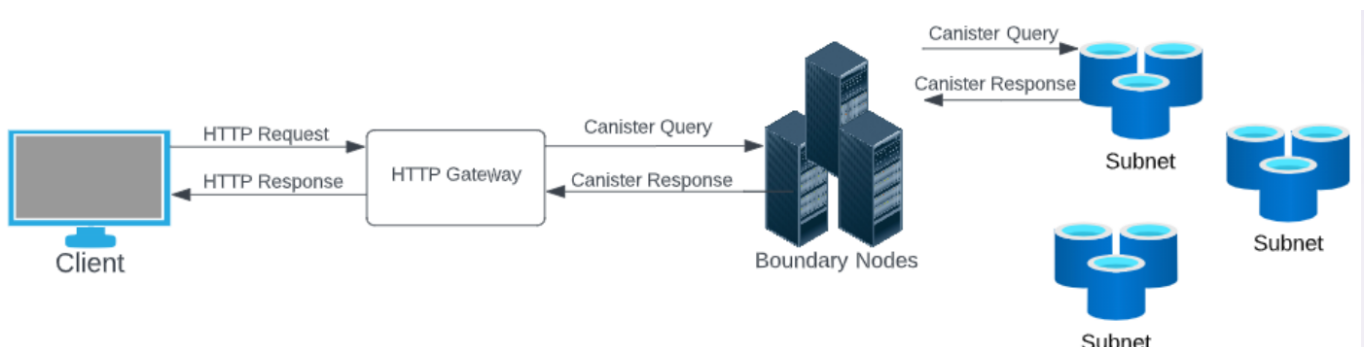 Canister Query
Canister Response
HTTP Request
Canister Query
HTTP Gateway
HTTP Response
Canister Response
Subnet
Subnet
Client
Boundary Nodes
Subnet